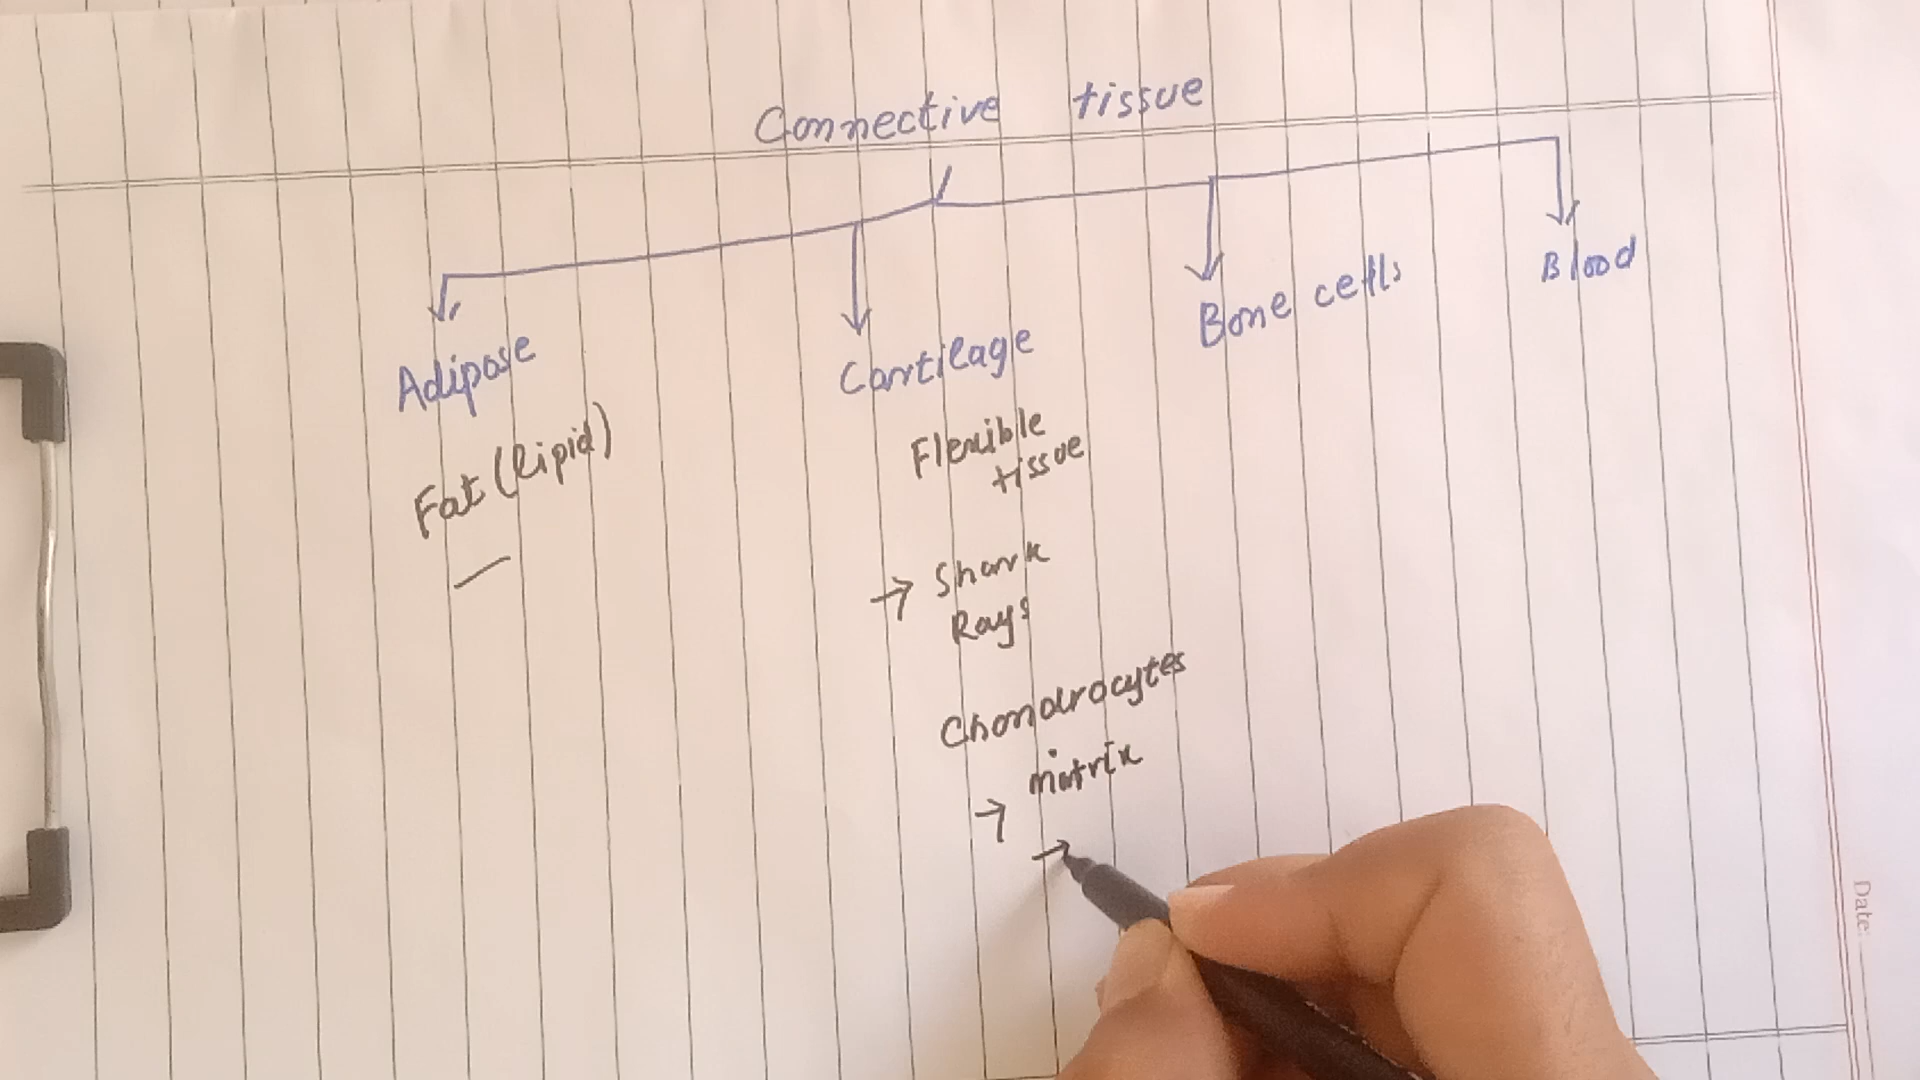 Connective tissue
Adipose
Cartilage
Bone cells
Blood
Fat (lipid)
Flexible
tissue
→ Shark
Rays
Chondrocytes
→ matrix
→
Date: